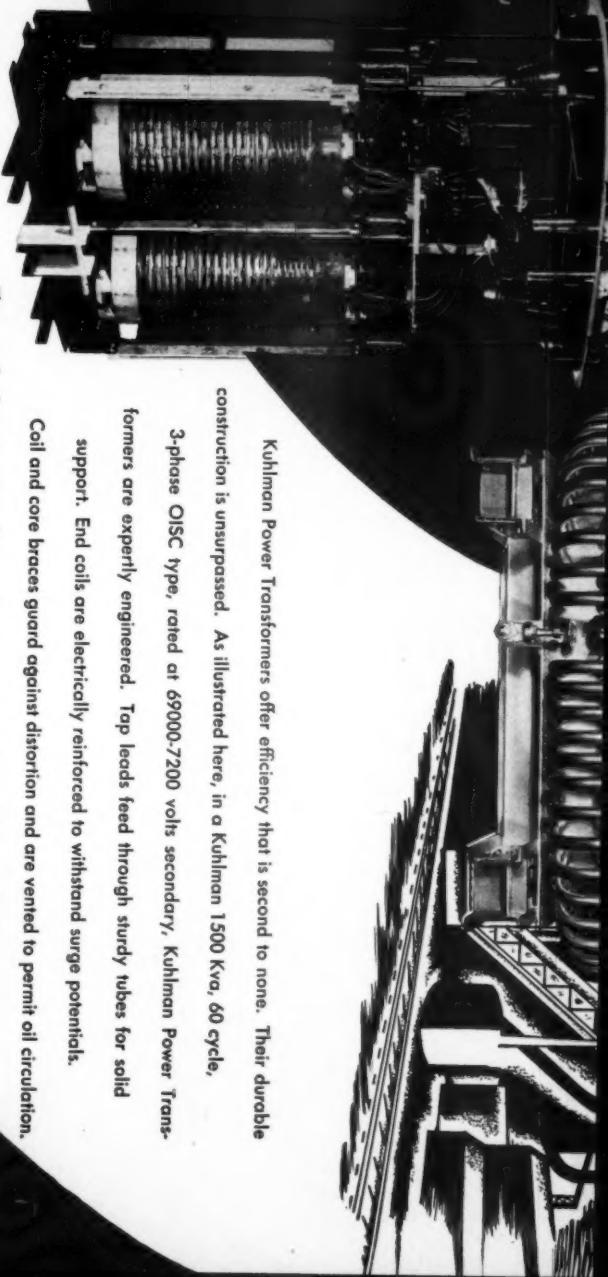 Kuhlman Power Transformers offer efficiency that is second to none. Their durable
construction is unsurpassed. As illustrated here, in a Kuhlman 1500 Kva, 60 cycle,
3-phase OISC type, rated at 69000-7200 volts secondary, Kuhlman Power Trans-
formers are expertly engineered. Tap leads feed through sturdy tubes for solid
support. End coils are electrically reinforced to withstand surge potentials.
Coil and core braces guard against distortion and are vented to permit oil circulation.